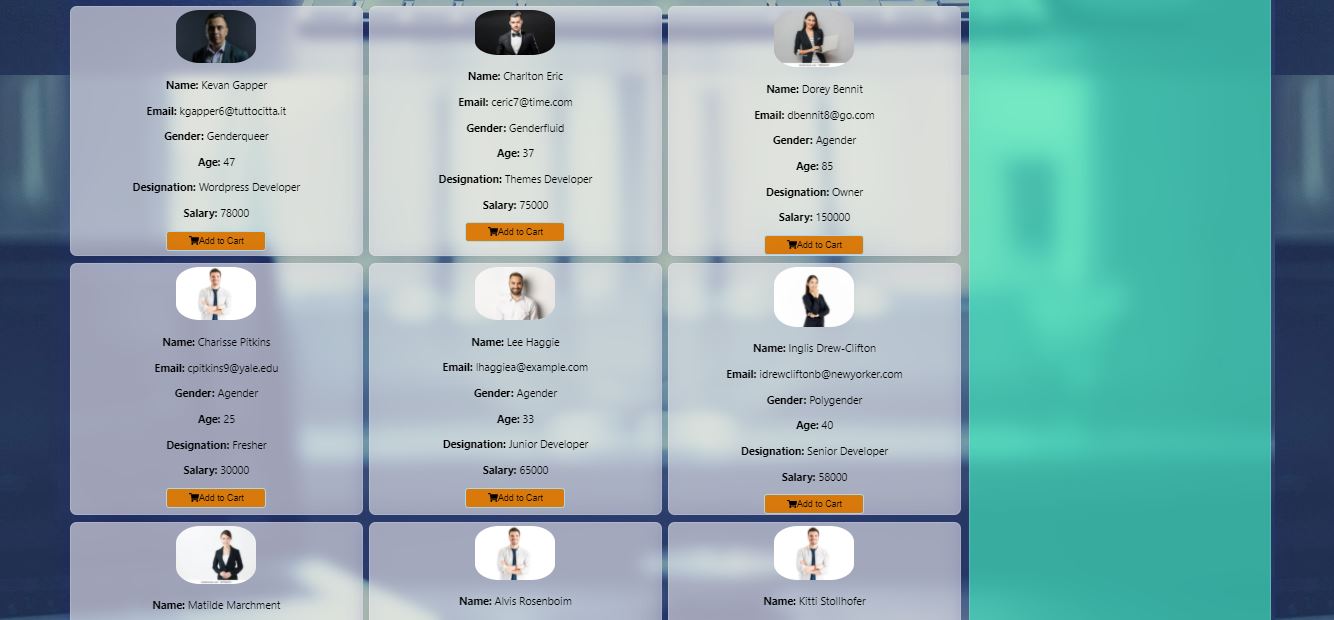 Name: Kevan Gapper
Email: kgapper6@tuttocitta.it
Gender: Genderqueer
Age: 47
Designation: Wordpress Developer
Salary: 78000
Add to Cart
Name: Charlton Eric
Email: ceric7@time.com
Gender: Genderfluid
Age: 37
Designation: Themes Developer
Salary: 75000
Add to Cart
Name: Dorey Bennit
Email: dbennit8@go.com
Gender: Agender
Age: 85
Designation: Owner
Salary: 150000
Add to Cart
Name: Charisse Pitkins
Email: cpitkins9@yale.edu
Gender: Agender
Age: 25
Designation: Fresher
Salary: 30000
Add to Cart
Name: Lee Haggie
Email: lhaggiea@example.com
Gender: Agender
Age: 33
Designation: Junior Developer
Salary: 65000
Add to Cart
Name: Inglis Drew-Clifton
Email: idrewcliftonb@newyorker.com
Gender: Polygender
Age: 40
Designation: Senior Developer
Salary: 58000
Add to Cart
Name: Matilde Marchment
Name: Alvis Rosenboim
Name: Kitti Stollhofer